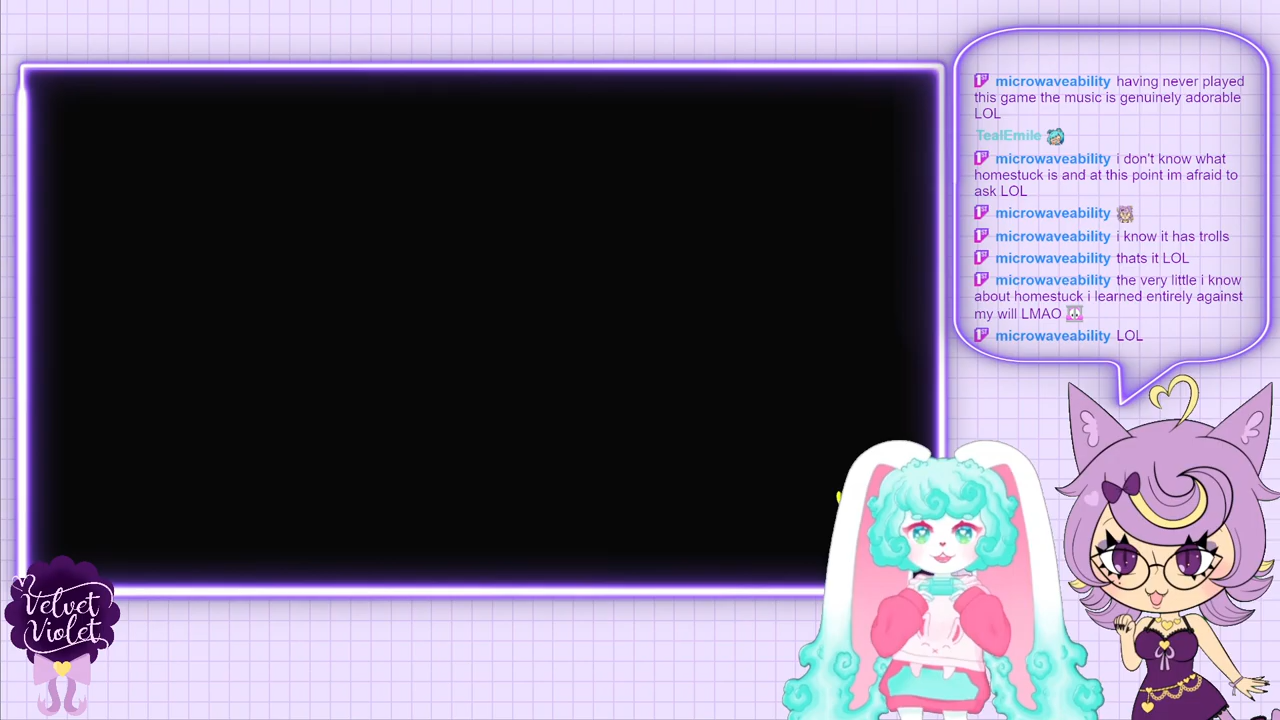 microwaveability having never played
this game the music is genuinely adorable
LOL
TealEmile
microwaveability i don't know what
homestuck is and at this point im afraid to
ask LOL
microwaveability
microwaveability i know it has trolls
microwaveability thats it LOL
microwaveability the very little i know
about homestuck i learned entirely against
my will LMAO
microwaveability LOL
Velvet
Violet